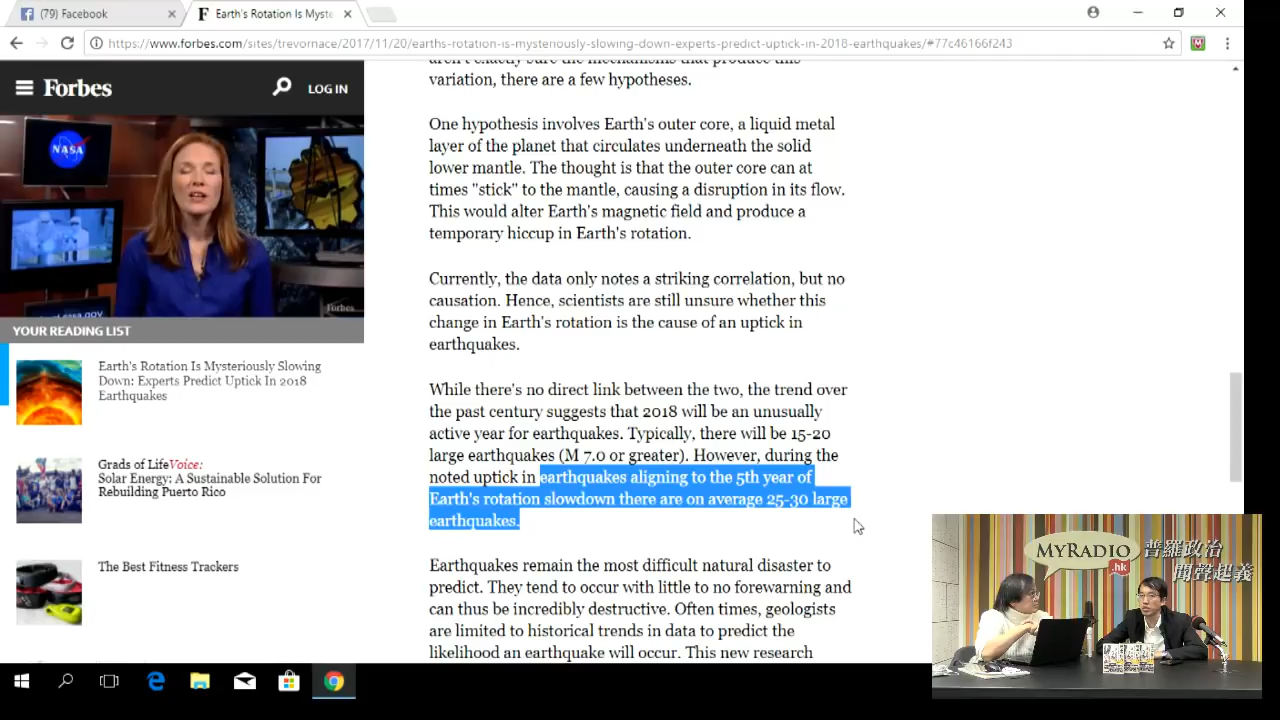 (79) Facebook
Earth's Rotation Is Myste
https://www.forbes.com/sites/trevornace/2017/11/20/earths-rotation-is-mysteriously-slowing-down-experts-predict-uptick-in-2018-earthquakes/#77c46166f243
Forbes
LOG IN
NASA
Forbes
YOUR READING LIST
Earth's Rotation Is Mysteriously Slowing
Down: Experts Predict Uptick In 2018
Earthquakes
Grads of LifeVoice:
Solar Energy: A Sustainable Solution For
Rebuilding Puerto Rico
The Best Fitness Trackers
aren't exactly sure the mechanisms that produce this
variation, there are a few hypotheses.
One hypothesis involves Earth's outer core, a liquid metal
layer of the planet that circulates underneath the solid
lower mantle. The thought is that the outer core can at
times "stick" to the mantle, causing a disruption in its flow.
This would alter Earth's magnetic field and produce a
temporary hiccup in Earth's rotation.
Currently, the data only notes a striking correlation, but no
causation. Hence, scientists are still unsure whether this
change in Earth's rotation is the cause of an uptick in
earthquakes.
While there's no direct link between the two, the trend over
the past century suggests that 2018 will be an unusually
active year for earthquakes. Typically, there will be 15-20
large earthquakes (M 7.0 or greater). However, during the
noted uptick in earthquakes aligning to the 5th year of
Earth's rotation slowdown there are on average 25-30 large
earthquakes.
Earthquakes remain the most difficult natural disaster to
predict. They tend to occur with little to no forewarning and
can thus be incredibly destructive. Often times, geologists
are limited to historical trends in data to predict the
likelihood an earthquake will occur. This new research
MYRADIO
.hk
普羅政治
聞聲起義